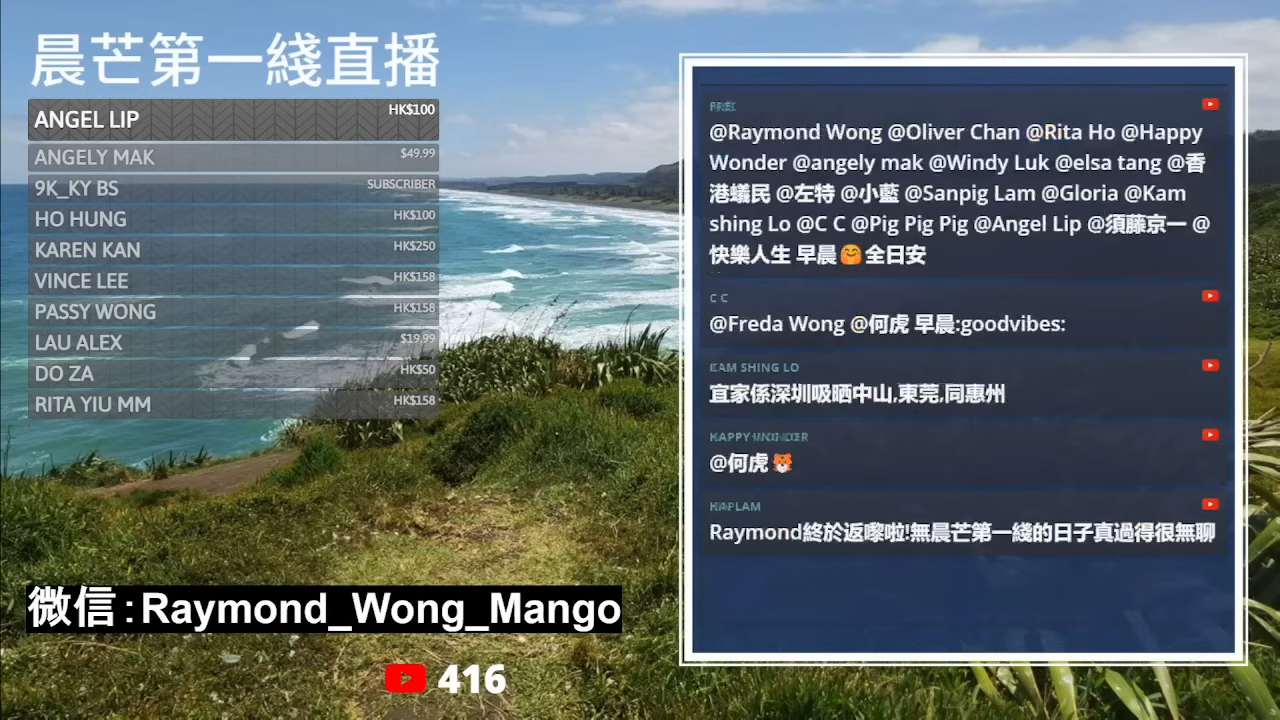 晨芒第一綫直播
ANGEL LIP HK$100
ANGELY MAK $49.99
9K_KY BS SUBSCRIBER
HO HUNG HK$100
KAREN KAN HK$250
VINCE LEE HK$158
PASSY WONG HK$158
LAU ALEX $19.99
DO ZA HK$50
RITA YIU MM HK$158
微信:Raymond_Wong_Mango
416
@Raymond Wong @Oliver Chan @Rita Ho @Happy
Wonder @angely mak @Windy Luk @elsa tang @香
港蟻民 @左特 @小藍 @Sanpig Lam @Gloria @Kam
shing Lo @C C @Pig Pig Pig @Angel Lip @須藤京一 @
快樂人生 早晨🤗全日安
C C
@Freda Wong @何虎 早晨:goodvibes:
KAM SHING LO
宜家係深圳吸晒中山,東莞,同惠州
HAPPY WONDER
@何虎🐯
Raymond終於返嚟啦!無晨芒第一綫的日子真過得很無聊